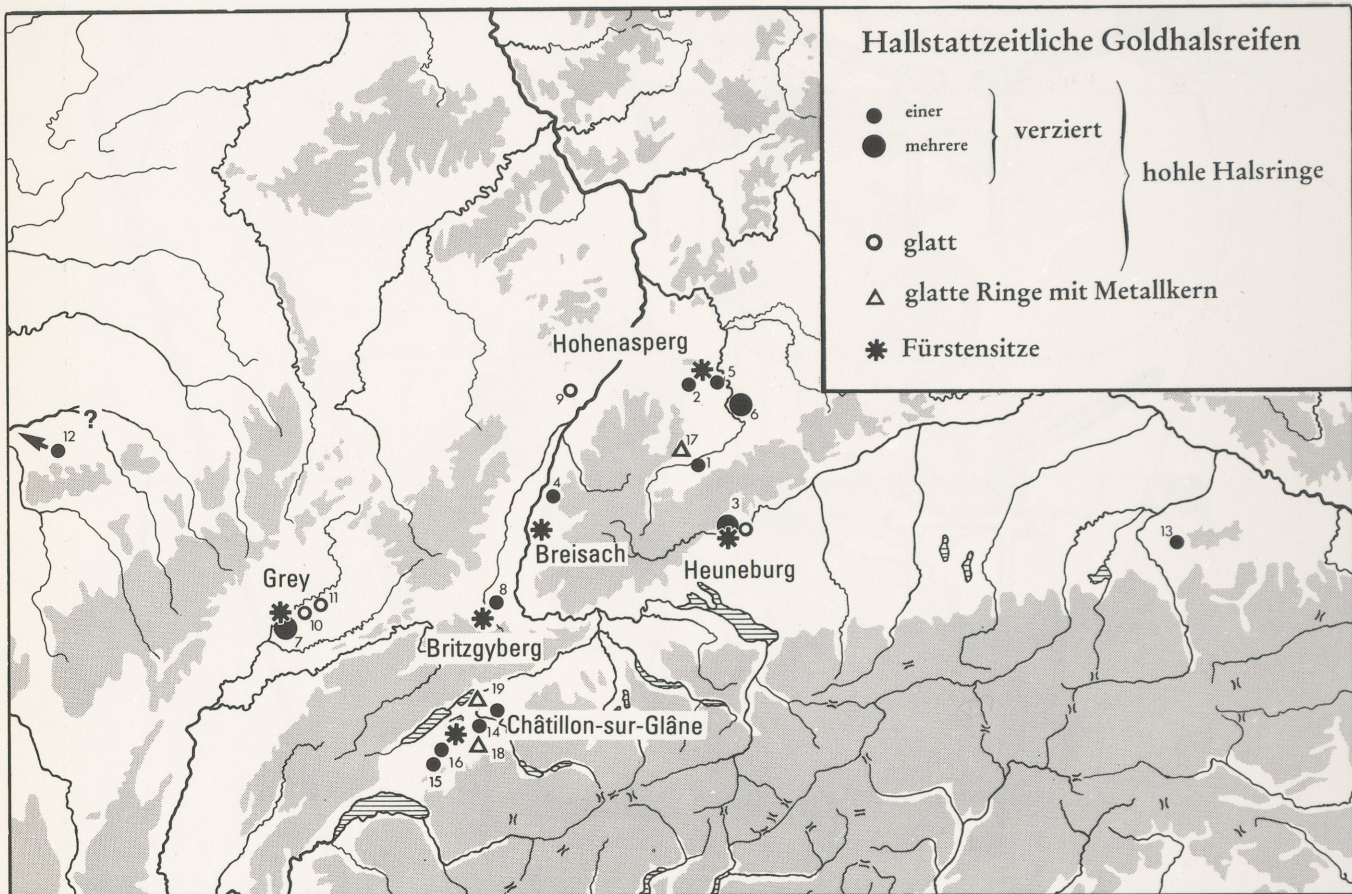 Hallstattzeitliche Goldhalsreifen
einer
mehrere
verziert
hohle Halsringe
glatt
glatte Ringe mit Metallkern
Fürstensitze
Hohenasperg
5
2
6
9
?
12
17
1
4
3
13
Breisach
Heuneburg
Grey
11
10
7
8
Britzgyberg
19
14 Châtillon-sur-Glâne
18
16
15